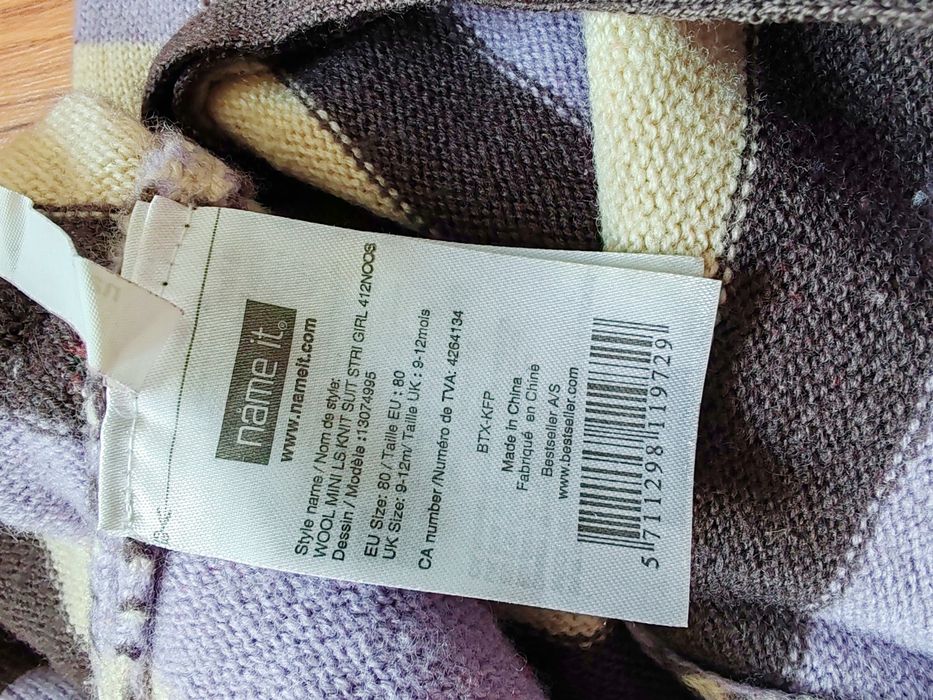 name it®
www.nameit.com
Style name / Nom de style:
WOOL MINI LS KNIT SUIT STRI GIRL 412NOOS
Dessin / Modèle :13074995
EU Size: 80 / Taille EU : 80
UK Size: 9-12m/ Taille UK : 9-12mois
CA number/Numéro de TVA: 4264134
BTX-KFP
Made in China
Fabriqué en Chine
Bestseller A/S
www.bestseller.com
5 711298 119729